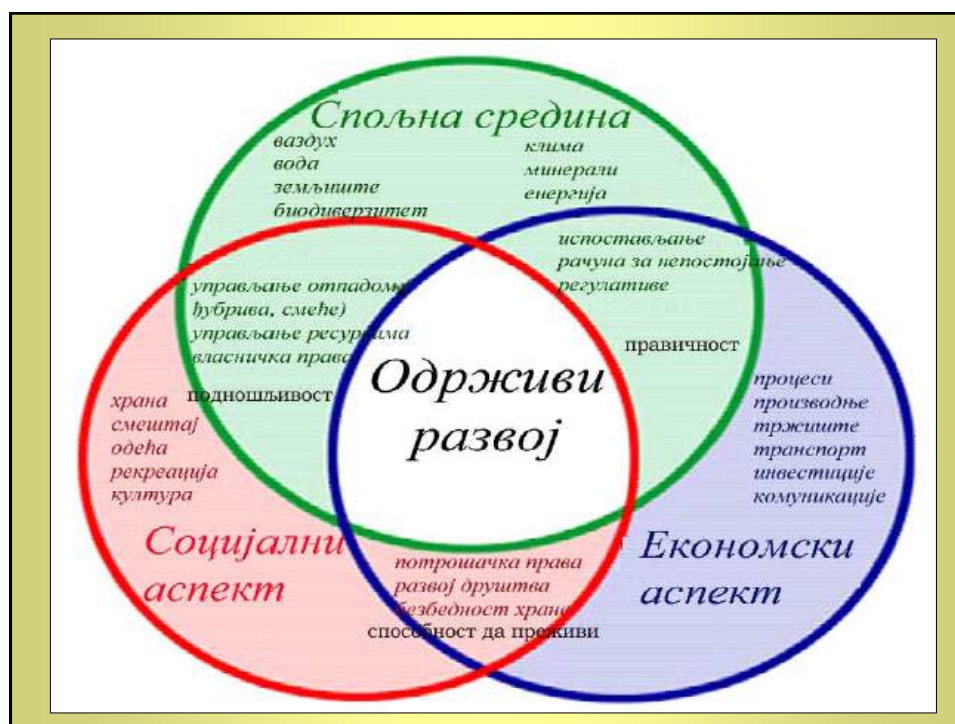 Спољна средина
ваздух
вода
земљиште
биодиверзитет
клима
минерали
енергија
испостављање
рачуна за непостојање
регулативе
правичност
управљање отпадом
ђубрива, смеће)
управљање ресурсима
власничка права
подношљивост
Одрживи
развој
храна
смештај
одећа
рекреација
култура
Социјални
аспект
процеси
производње
тржиште
транспорт
инвестиције
комуникације
Економски
аспект
потрошачка права
развој друштва
безбедност хране
способност да преживи